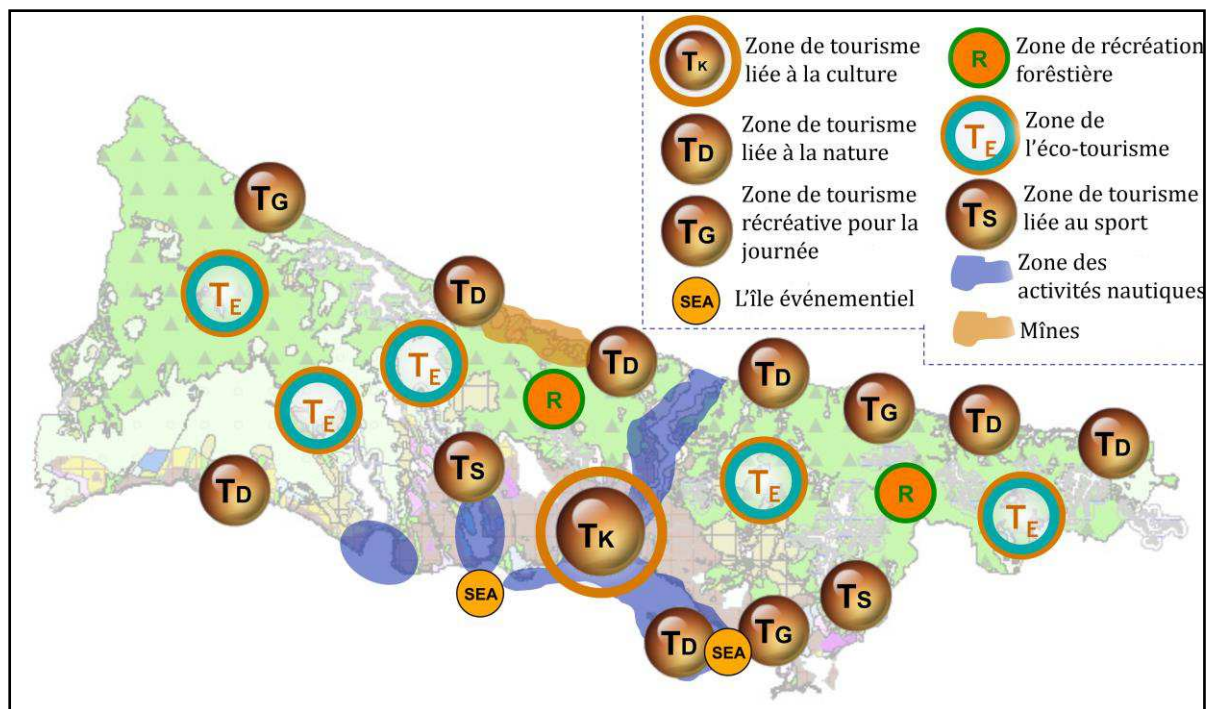 TK
Zone de tourisme
liée à la culture
TD
Zone de tourisme
liée à la nature
TG
Zone de tourisme
récréative pour la
journée
SEA
L'île événementiel
R
Zone de récréation
forêstière
TE
Zone de
l'éco-tourisme
TS
Zone de tourisme
liée au sport
Zone des
activités nautiques
Mînes
TG
TE
TD
TE
TD
TD
R
TE
TG
TD
TD
TS
TD
TE
R
TE
TK
SEA
TS
TD
SEA
TG